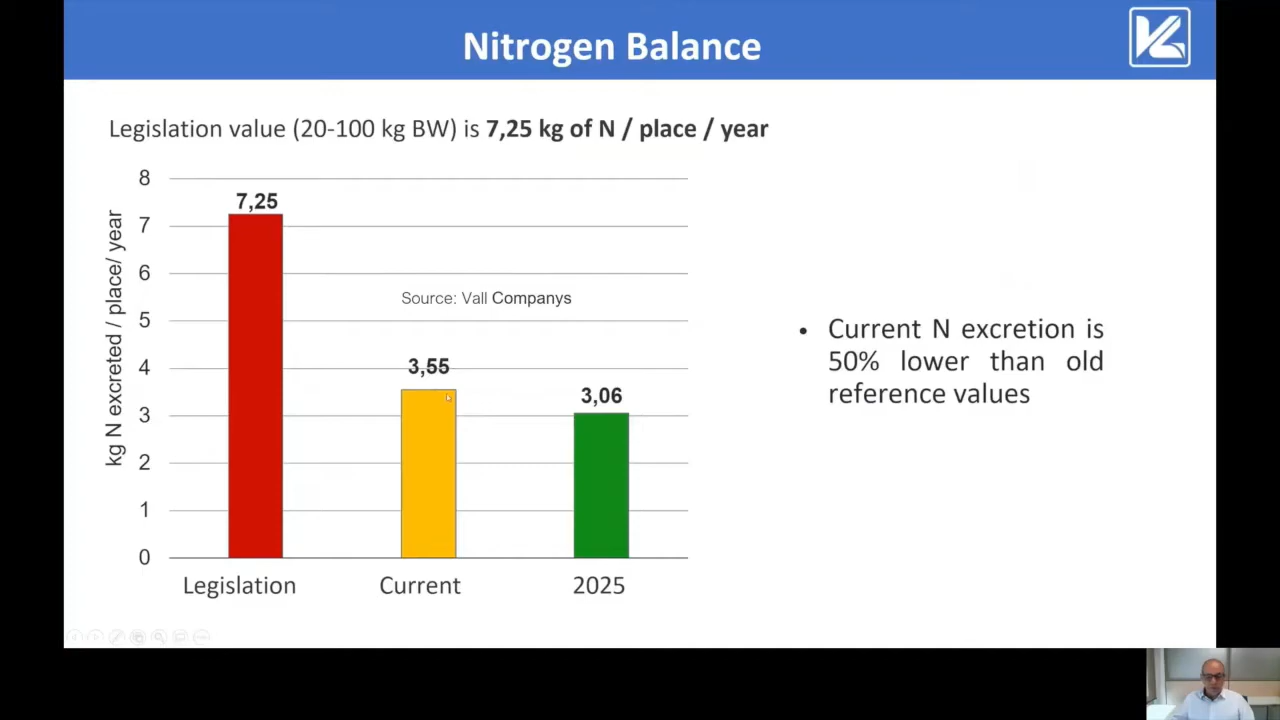 Nitrogen Balance
Legislation value (20-100 kg BW) is 7,25 kg of N / place / year
kg N excreted / place/ year
8
7
6
5
4
3
2
1
0
7,25
3,55
3,06
Source: Vall Companys
Legislation
Current
2025
• Current N excretion is
50% lower than old
reference values